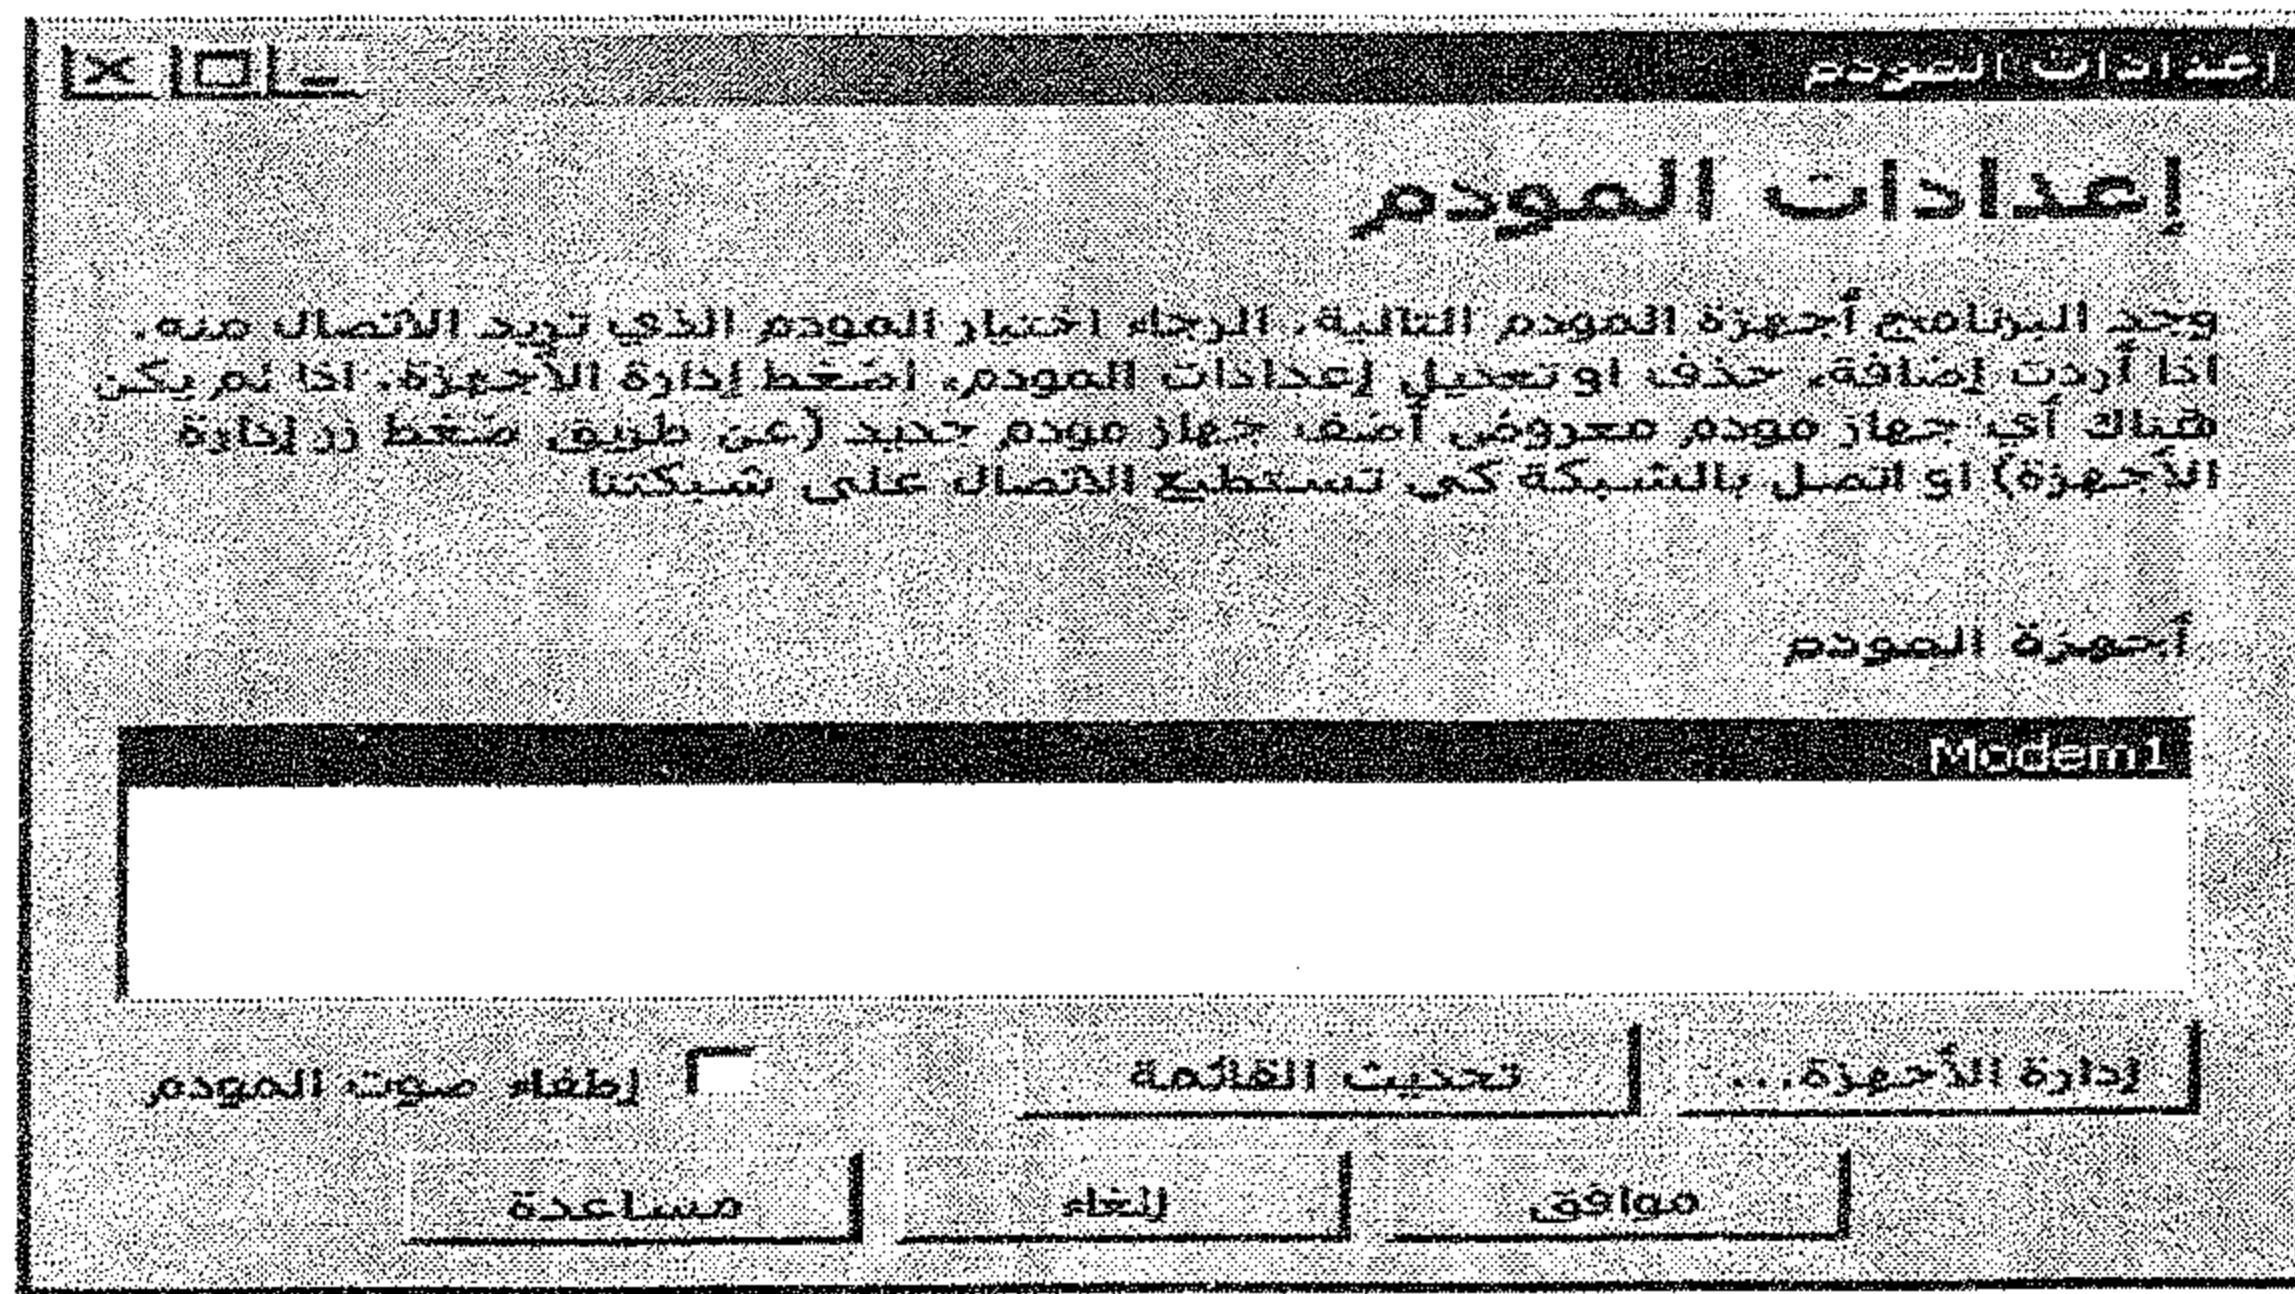 إعدادات المودم
إعدادات المودم
وجد البرنامج أجهزة المودم التالية. الرجاء اختيار المودم الذي تريد الاتصال منه.
اذا أردت إضافة، حذف او تعديل إعدادات المودم، اضغط إدارة الأجهزة. اذا لم يكن
هناك أي جهاز مودم معروض أضف جهاز مودم جديد (عن طريق ضغط زر إدارة
الأجهزة) او اتصل بالشبكة كي تستطيع الاتصال على شبكتنا
أجهزة المودم
Modem1
إدارة الأجهزة... تحديث القائمة إطفاء صوت المودم
موافق إلغاء مساعدة